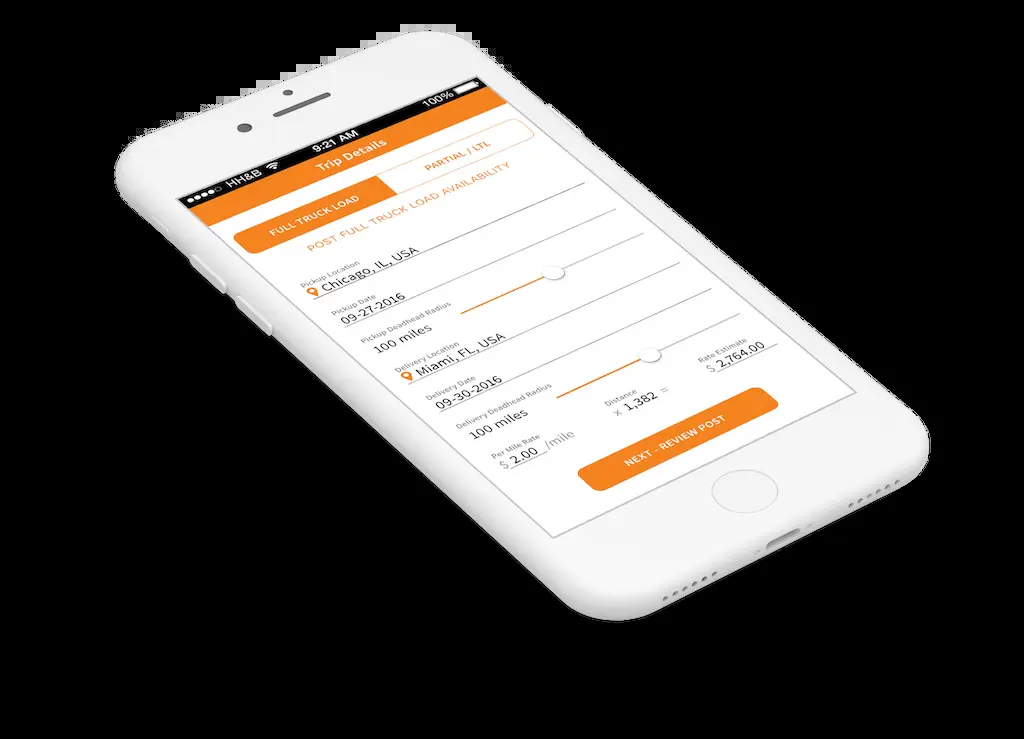 HH&B 9:21 AM 100%
Trip Details
FULL TRUCK LOAD PARTIAL / LTL
POST FULL TRUCK LOAD AVAILABILITY
Pickup Location
Chicago, IL, USA
Pickup Date
09-27-2016
Pickup Deadhead Radius
100 miles
Delivery Location
Miami, FL, USA
Delivery Date
09-30-2016
Delivery Deadhead Radius
100 miles
Per Mile Rate Distance Rate Estimate
$ 2.00 /mile x 1,382 = $ 2,764.00
NEXT - REVIEW POST